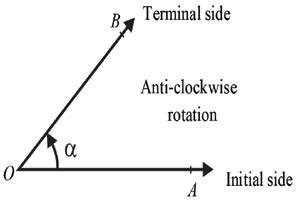 B
Terminal side
Anti-clockwise
rotation
α
O
A
Initial side